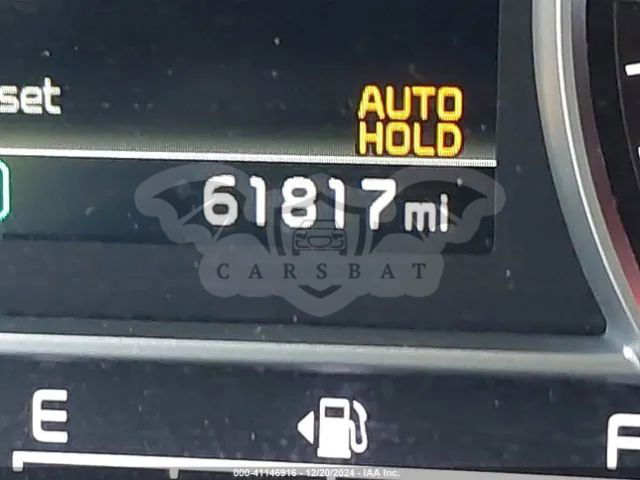 set
AUTO
HOLD
61817 mi
CARSBAT
E
F
000-41146916 - 12/20/2024 - IAA Inc.